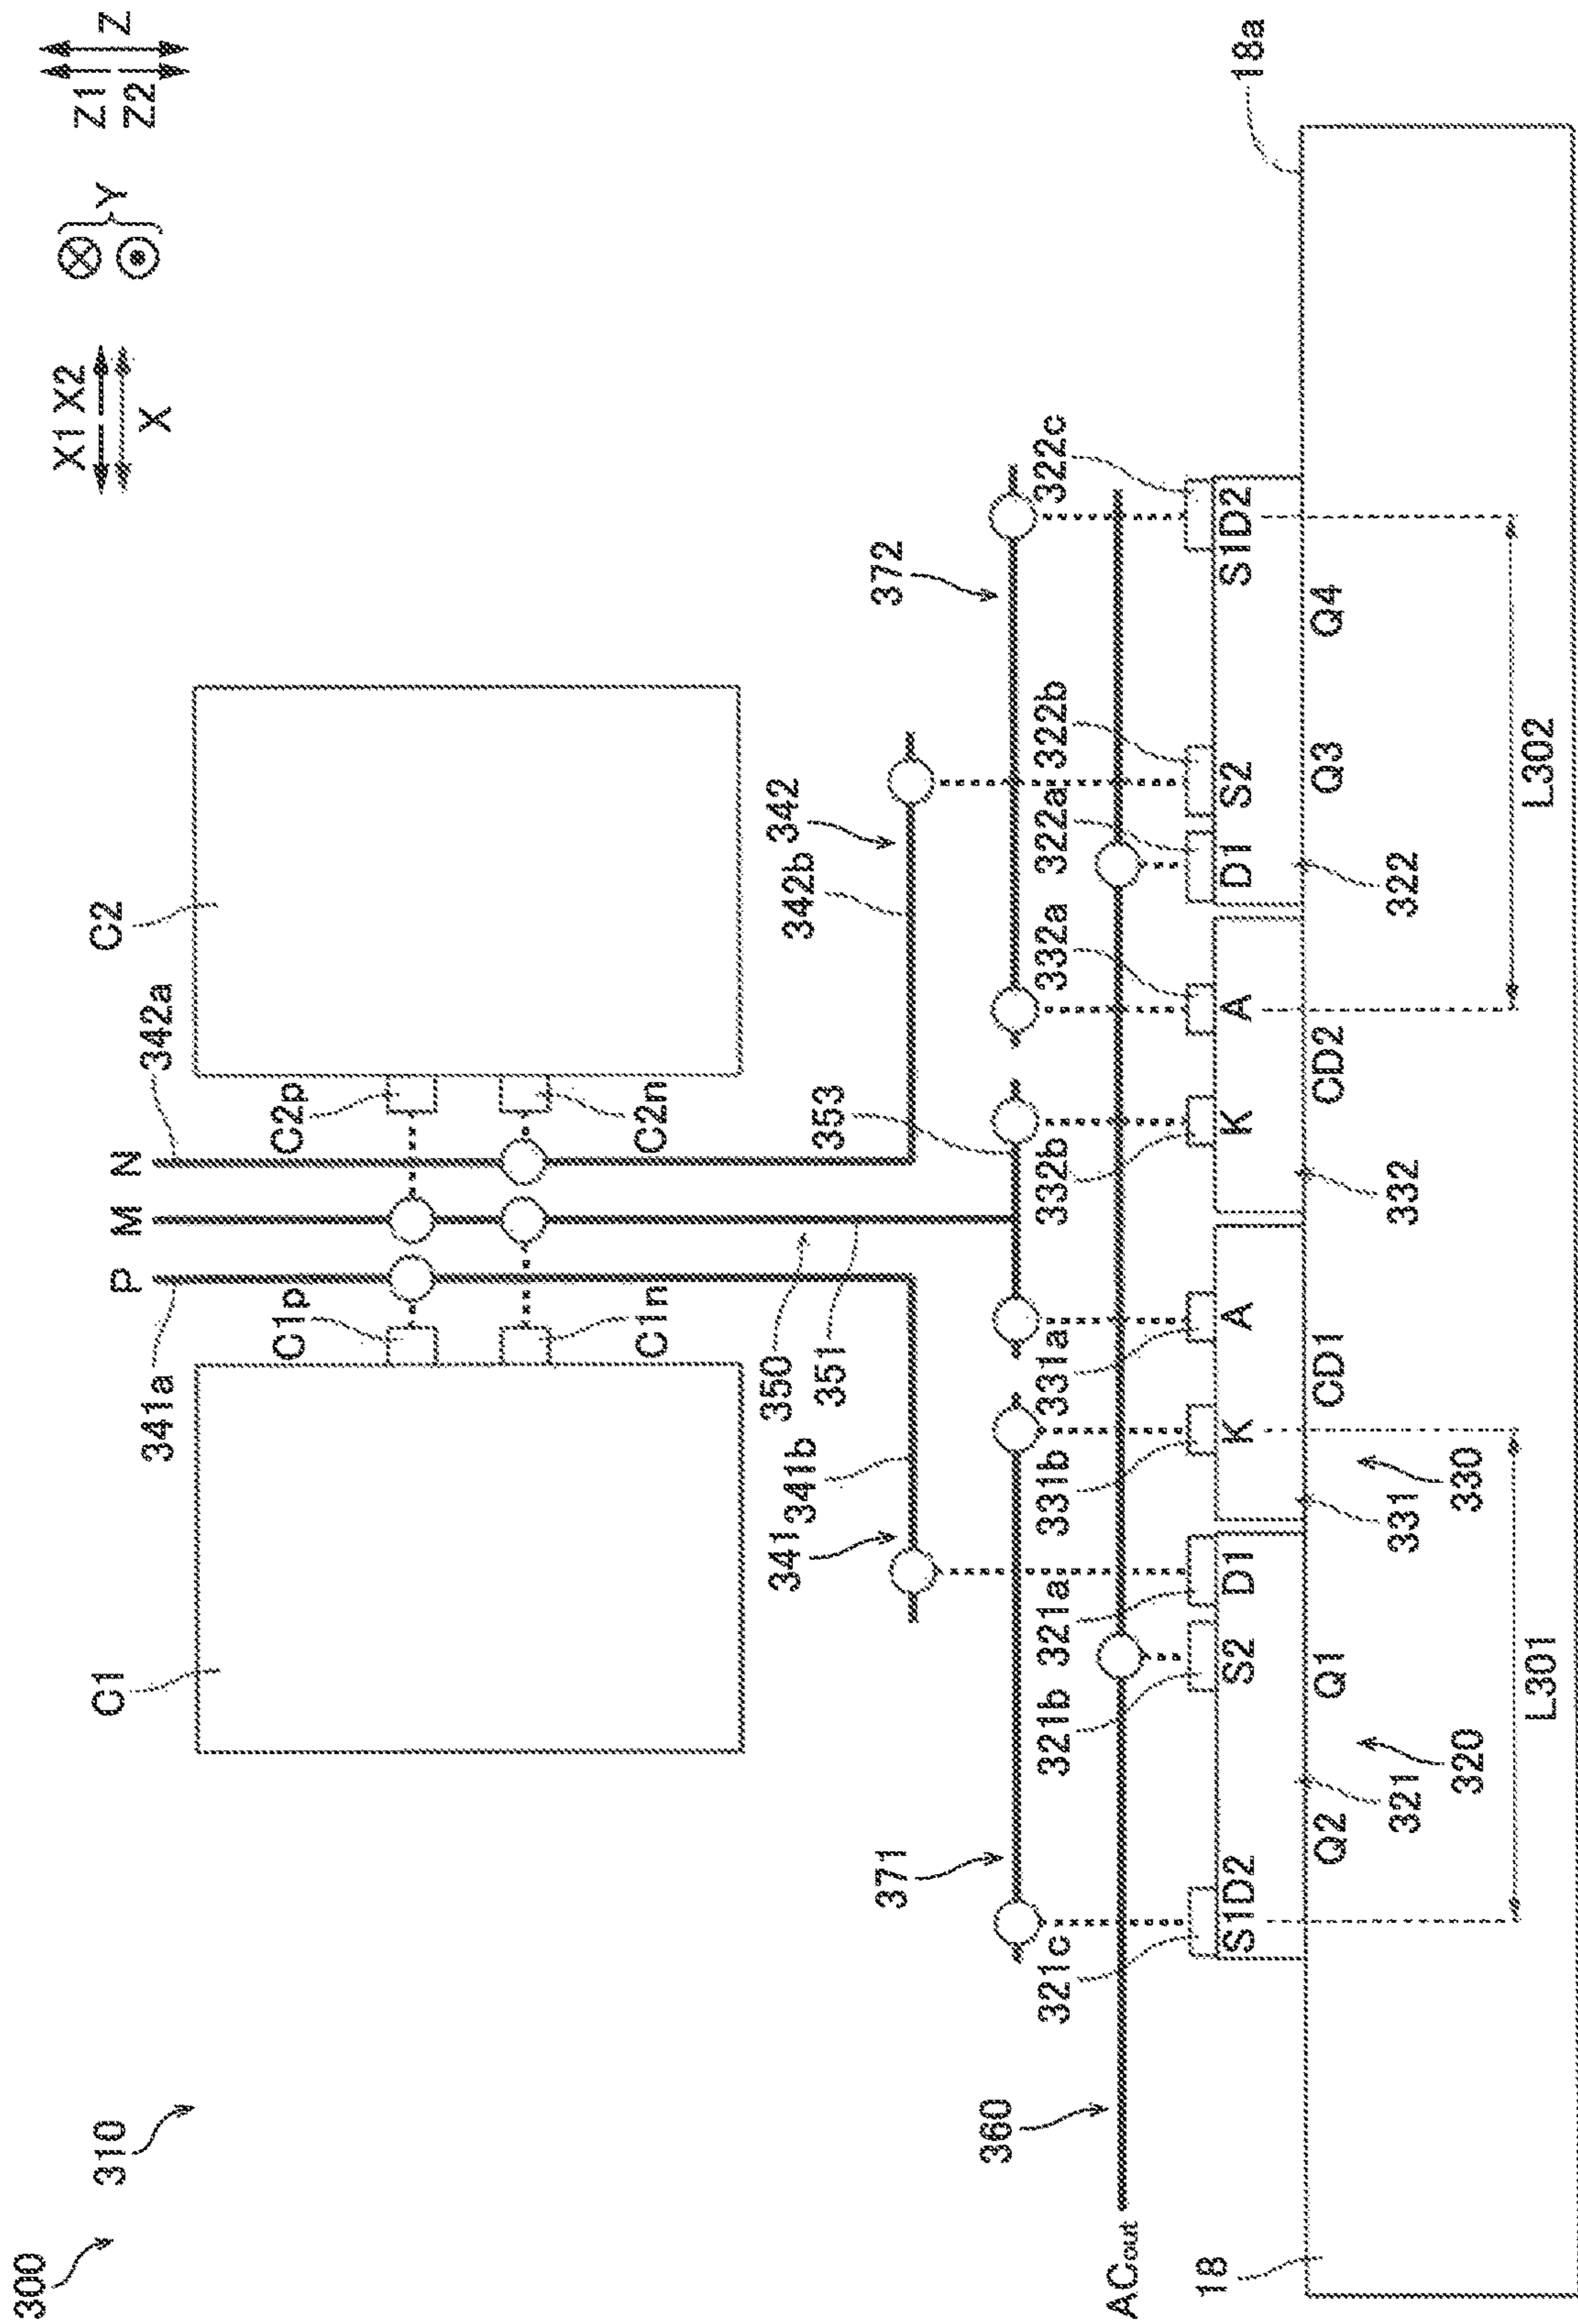 300
310
X1 X2
X
Y
Z1
Z2
Z
C1
341a
P
M
N
342a
C2
C1p
C2p
C1n
C2n
341
341b
350
351
353
342b
342
371
372
360
ACout
321c
321b
321a
331b
331a
332b
332a
322a
322b
322c
S1D2
S2
D1
K
A
K
A
D1
S2
S1D2
18
18a
Q2
Q1
CD1
CD2
Q3
Q4
321
320
331
330
332
322
L301
L302